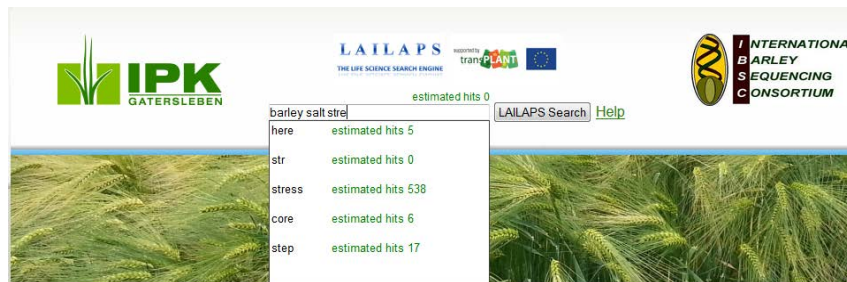 IPK
GATERSLEBEN
LAILAPS
THE LIFE SCIENCE SEARCH ENGINE
supported by
transPLANT
INTERNATIONA
BARLEY
SEQUENCING
CONSORTIUM
estimated hits 0
barley salt stre
LAILAPS Search
Help
here estimated hits 5
str estimated hits 0
stress estimated hits 538
core estimated hits 6
step estimated hits 17